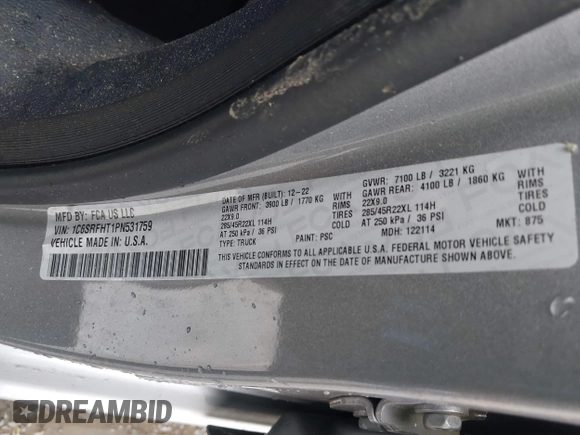 MFD BY: FCA US LLC
VIN: 1C6SRFHT1PN531759
VEHICLE MADE IN: U.S.A.
DATE OF MFR (BUILT): 12-22
GAWR FRONT: 3900 LB / 1770 KG WITH
22X9.0 RIMS
285/45R22XL 114H TIRES
AT 250 kPa / 36 PSI COLD
TYPE: TRUCK PAINT: PSC
GVWR: 7100 LB / 3221 KG
GAWR REAR: 4100 LB / 1860 KG WITH
22X9.0 RIMS
285/45R22XL 114H TIRES
AT 250 kPa / 36 PSI COLD
MDH: 122114 MKT: 875
THIS VEHICLE CONFORMS TO ALL APPLICABLE U.S.A. FEDERAL MOTOR VEHICLE SAFETY
STANDARDS IN EFFECT ON THE DATE OF MANUFACTURE SHOWN ABOVE.
DREAMBID